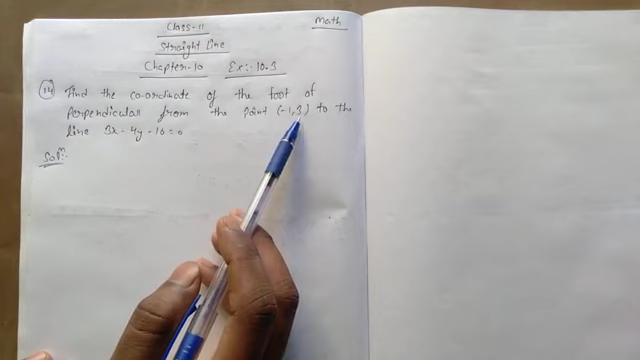 Math
Class-11
Straight Line
Chapter-10 Ex:-10.3
(14) Find the co-ordinate of the foot of
Perpendicular from the point (-1,3) to the
line 3x-4y-16=0
Solⁿ: